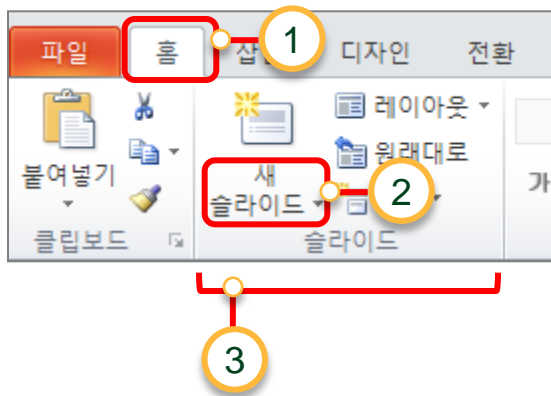 파일 홈 1 디자인 전환
레이아웃
원래대로
붙여넣기
새
슬라이드 2
가
클립보드 슬라이드
3